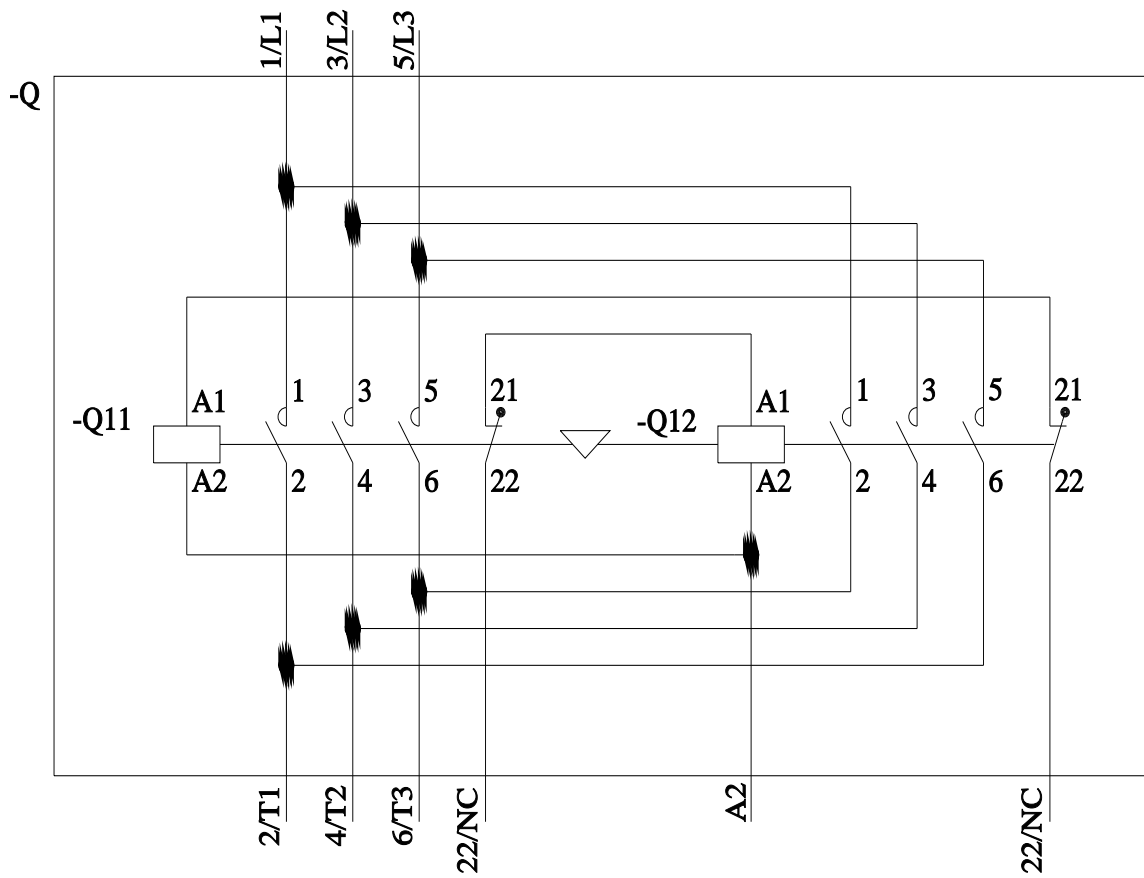 1/L1 3/L2 5/L3
-Q
-Q11 A1 1 3 5 21 -Q12 A1 1 3 5 21
A2 2 4 6 22 A2 2 4 6 22
2/T1 4/T2 6/T3 22/NC A2 22/NC